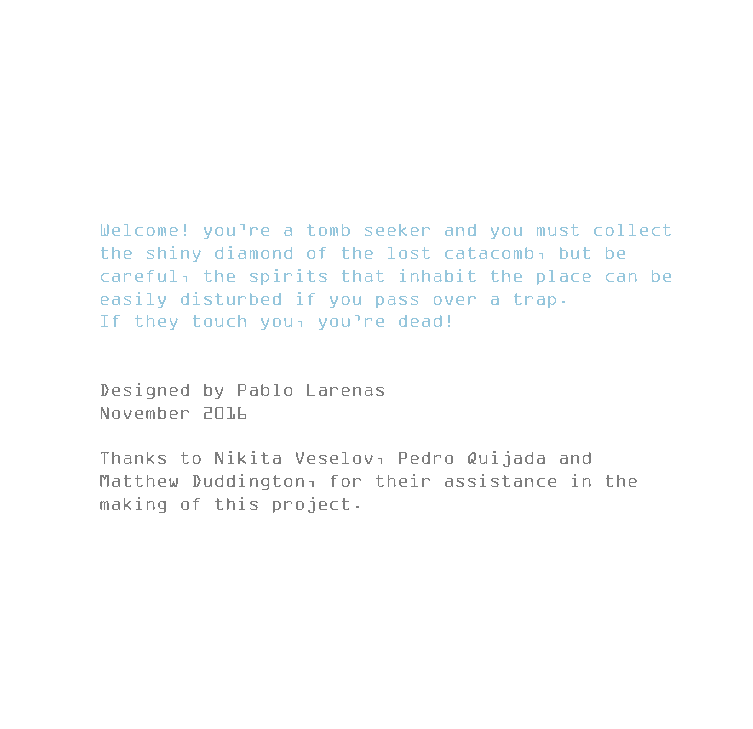 Welcome! you're a tomb seeker and you must collect
the shiny diamond of the lost catacomb, but be
careful, the spirits that inhabit the place can be
easily disturbed if you pass over a trap.
If they touch you, you're dead!
Designed by Pablo Larenas
November 2016
Thanks to Nikita Veselov, Pedro Quijada and
Matthew Duddington, for their assistance in the
making of this project.